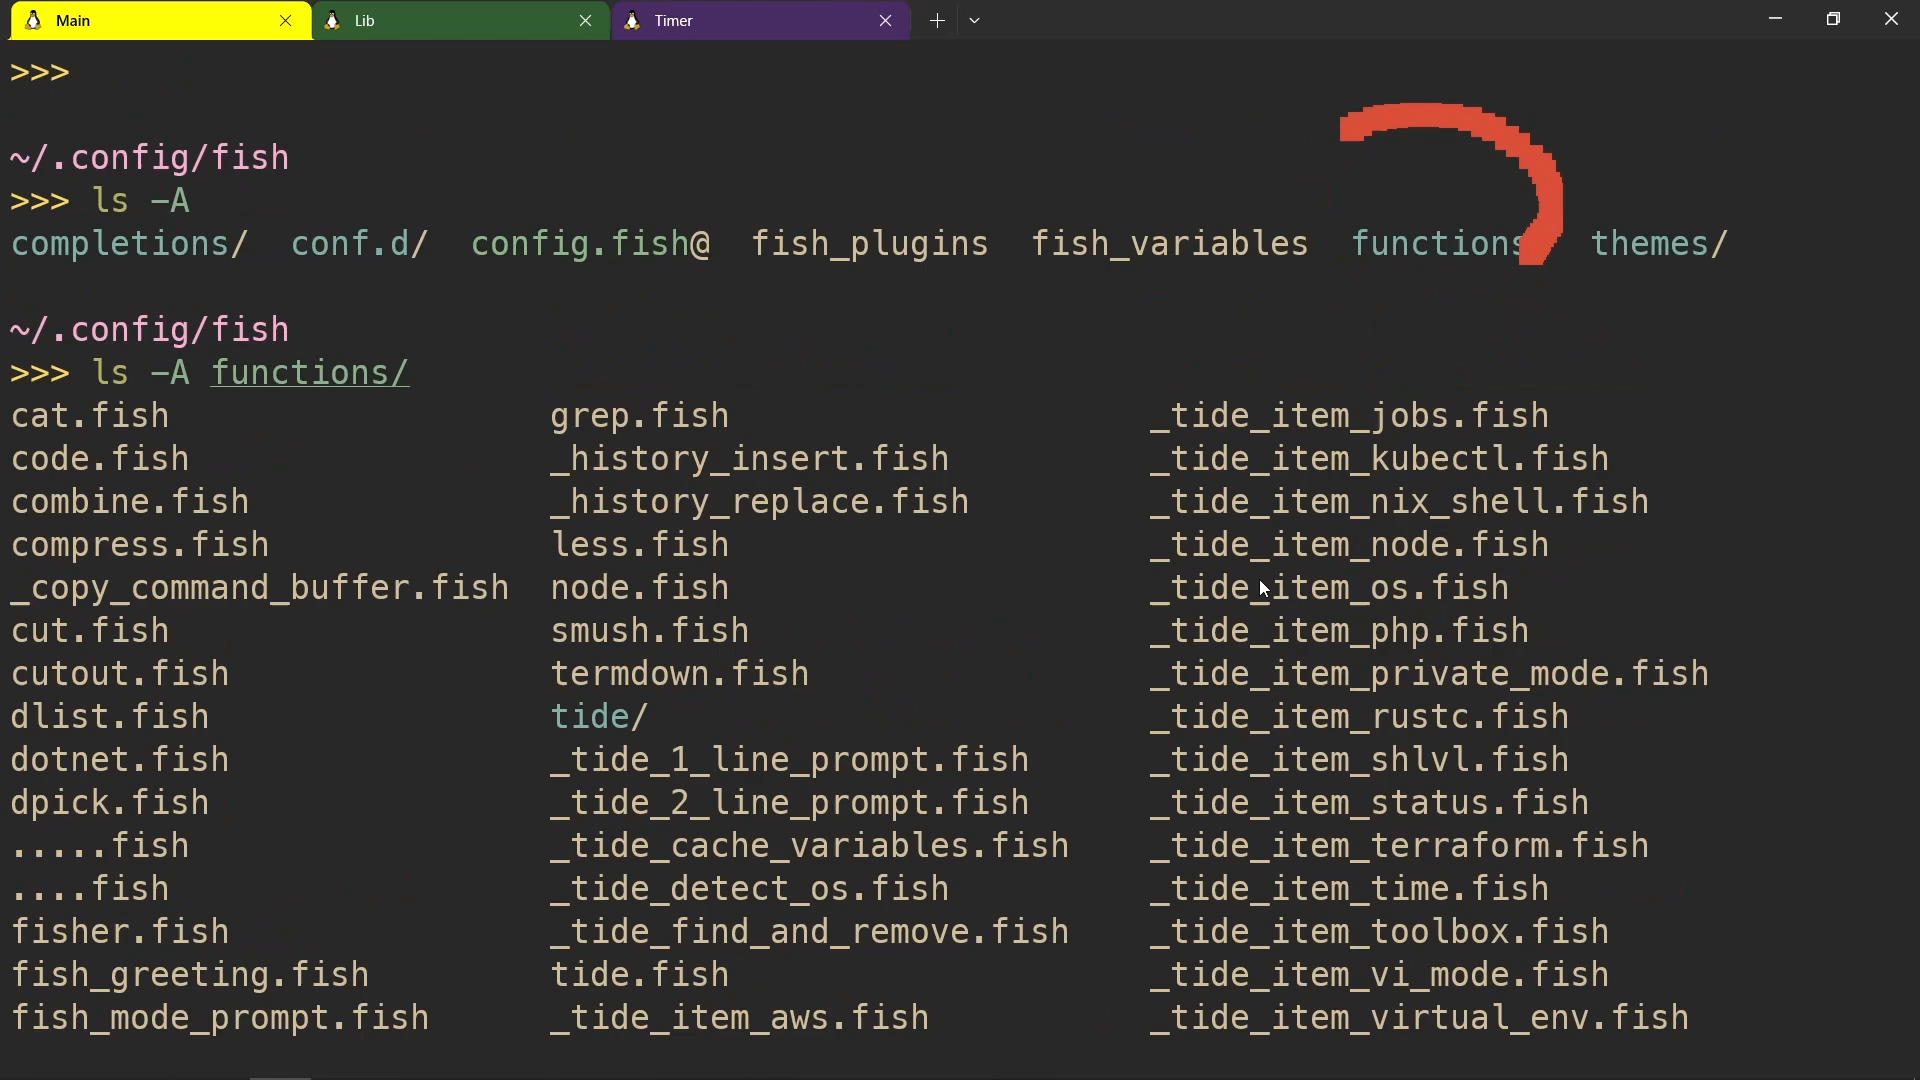 Main Lib Timer
>>>
~/.config/fish
>>> ls -A
completions/ conf.d/ config.fish@ fish_plugins fish_variables functions themes/
~/.config/fish
>>> ls -A functions/
cat.fish grep.fish _tide_item_jobs.fish
code.fish _history_insert.fish _tide_item_kubectl.fish
combine.fish _history_replace.fish _tide_item_nix_shell.fish
compress.fish less.fish _tide_item_node.fish
_copy_command_buffer.fish node.fish _tide_item_os.fish
cut.fish smush.fish _tide_item_php.fish
cutout.fish termdown.fish _tide_item_private_mode.fish
dlist.fish tide/ _tide_item_rustc.fish
dotnet.fish _tide_1_line_prompt.fish _tide_item_shlvl.fish
dpick.fish _tide_2_line_prompt.fish _tide_item_status.fish
.....fish _tide_cache_variables.fish _tide_item_terraform.fish
....fish _tide_detect_os.fish _tide_item_time.fish
fisher.fish _tide_find_and_remove.fish _tide_item_toolbox.fish
fish_greeting.fish tide.fish _tide_item_vi_mode.fish
fish_mode_prompt.fish _tide_item_aws.fish _tide_item_virtual_env.fish